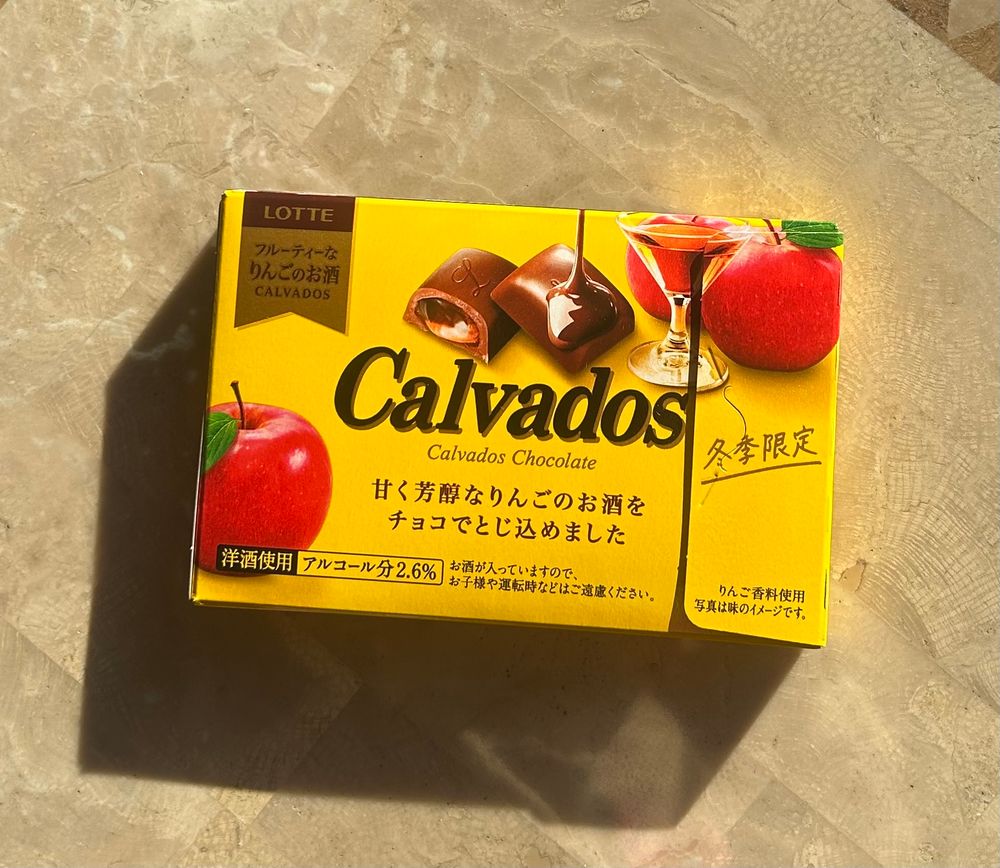 LOTTE
フルーティーな
りんごのお酒
CALVADOS
Calvados
Calvados Chocolate
冬季限定
甘く芳醇なりんごのお酒を
チョコでとじ込めました
洋酒使用 アルコール分2.6%
お酒が入っていますので、
お子様や運転時などはご遠慮ください。
りんご香料使用
写真は味のイメージです。